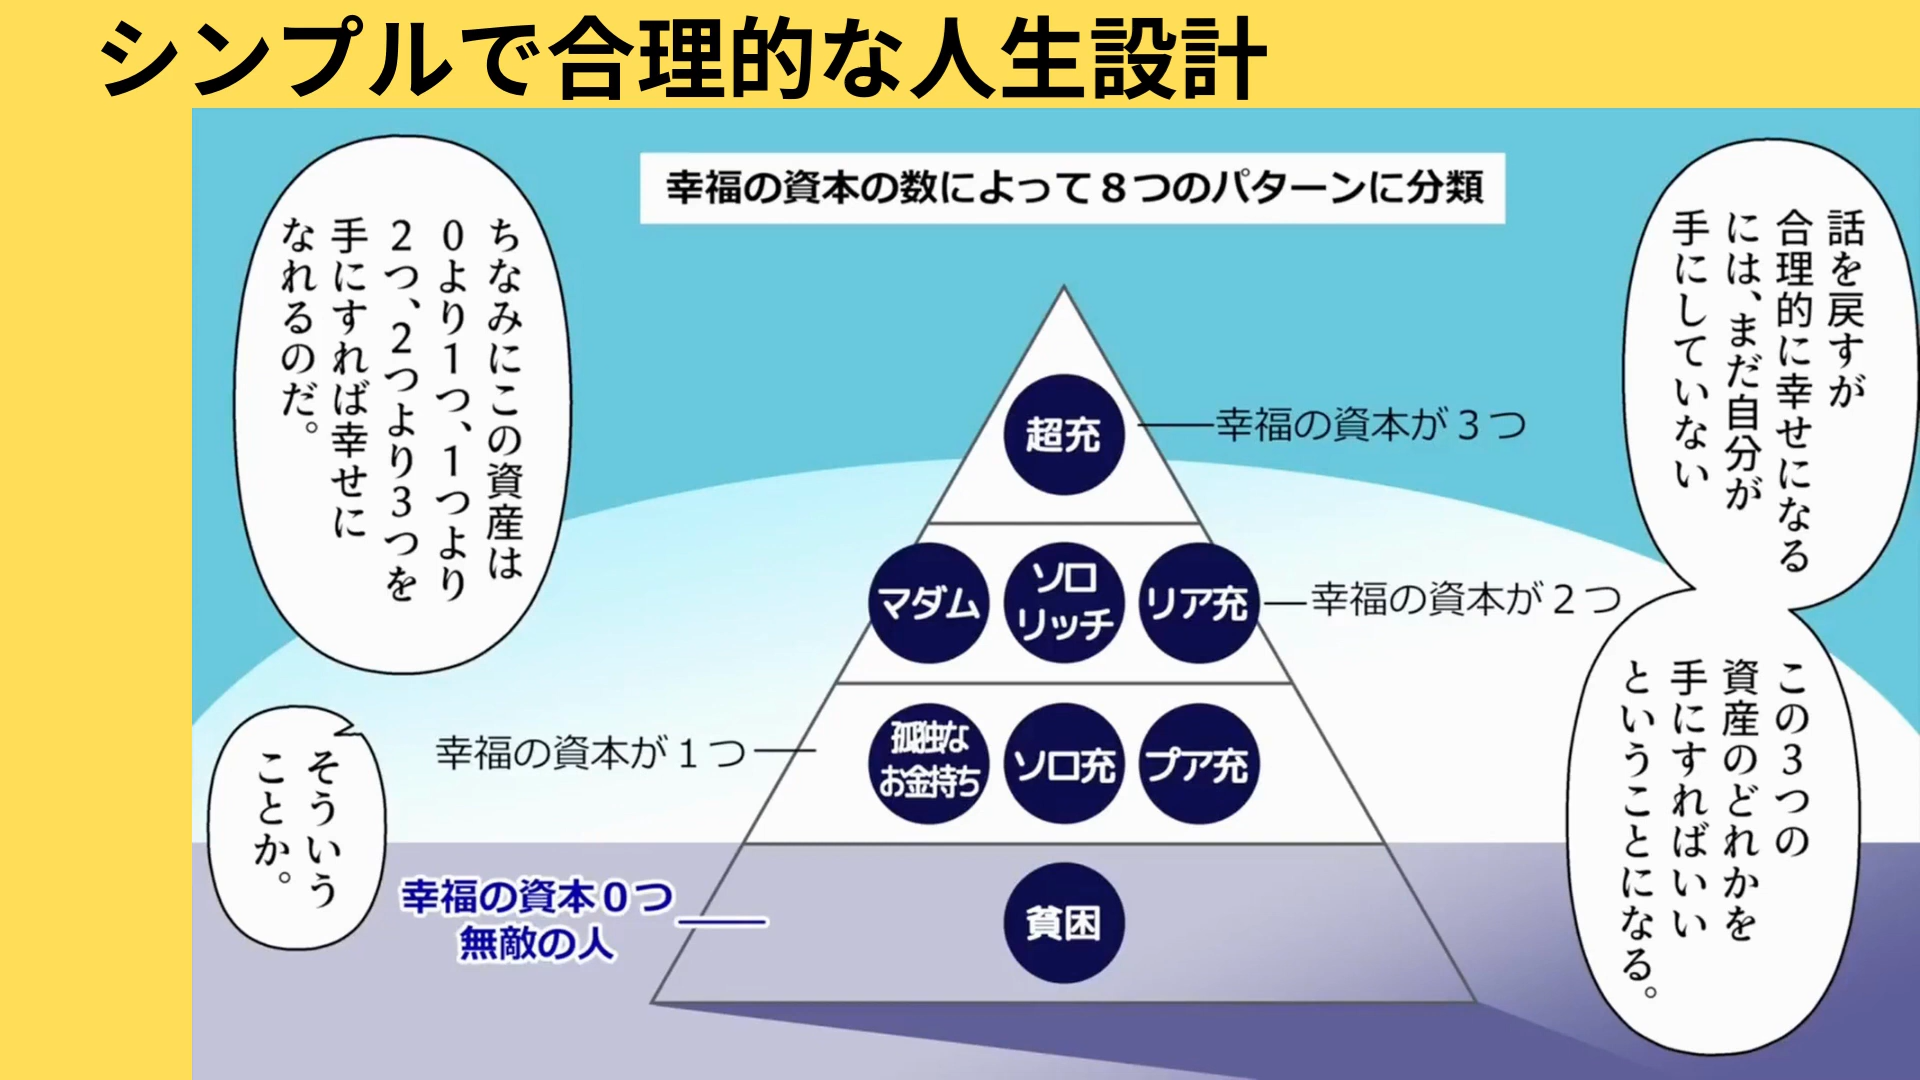 シンプルで合理的な人生設計
幸福の資本の数によって８つのパターンに分類
話を戻すが
合理的に幸せになる
には、まだ自分が
手にしていない
この３つの
資産のどれかを
手にすればいい
ということになる。
ちなみにこの資産は
０より１つ、１つより
２つ、２つより３つを
手にすれば幸せに
なれるのだ。
そういう
ことか。
超充
幸福の資本が３つ
マダム
ソロ
リッチ
リア充
幸福の資本が２つ
幸福の資本が１つ
孤独な
お金持ち
ソロ充
プア充
幸福の資本０つ
無敵の人
貧困